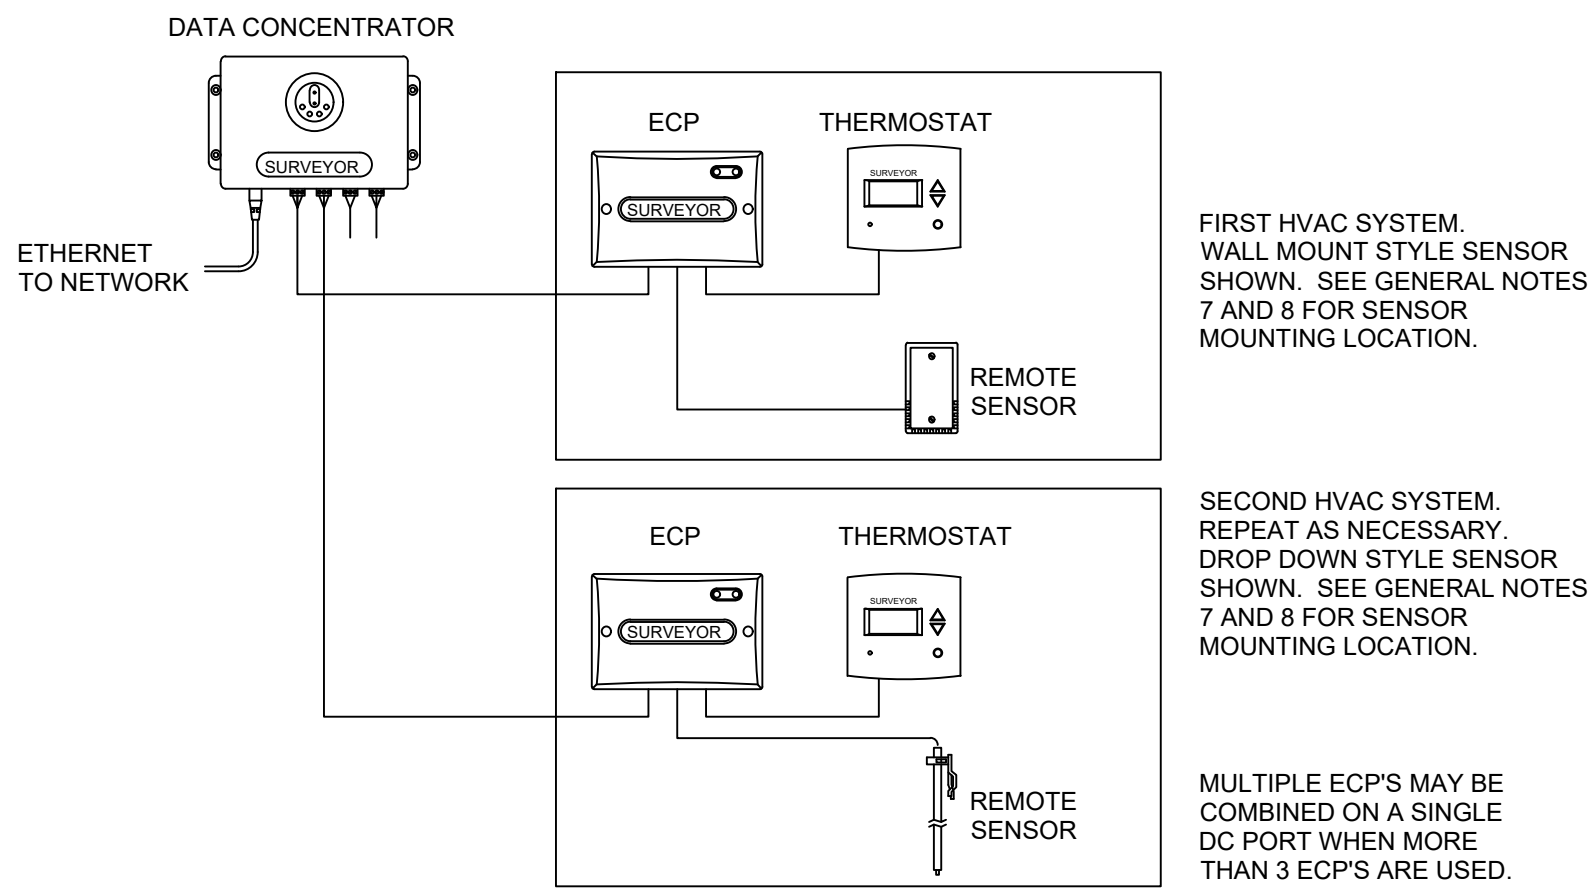 DATA CONCENTRATOR
SURVEYOR
ETHERNET
TO NETWORK
ECP
THERMOSTAT
SURVEYOR
SURVEYOR
REMOTE
SENSOR
FIRST HVAC SYSTEM.
WALL MOUNT STYLE SENSOR
SHOWN.  SEE GENERAL NOTES
7 AND 8 FOR SENSOR
MOUNTING LOCATION.
ECP
THERMOSTAT
SURVEYOR
SURVEYOR
REMOTE
SENSOR
SECOND HVAC SYSTEM.
REPEAT AS NECESSARY.
DROP DOWN STYLE SENSOR
SHOWN.  SEE GENERAL NOTES
7 AND 8 FOR SENSOR
MOUNTING LOCATION.
MULTIPLE ECP'S MAY BE
COMBINED ON A SINGLE
DC PORT WHEN MORE
THAN 3 ECP'S ARE USED.